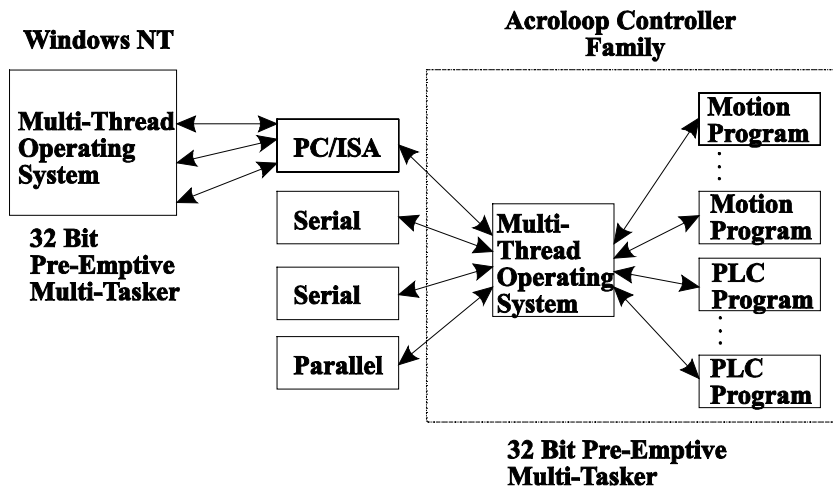 Windows NT
Multi-Thread
Operating
System
32 Bit
Pre-Emptive
Multi-Tasker
PC/ISA
Serial
Serial
Parallel
Acroloop Controller
Family
Multi-
Thread
Operating
System
Motion
Program
Motion
Program
PLC
Program
PLC
Program
32 Bit Pre-Emptive
Multi-Tasker